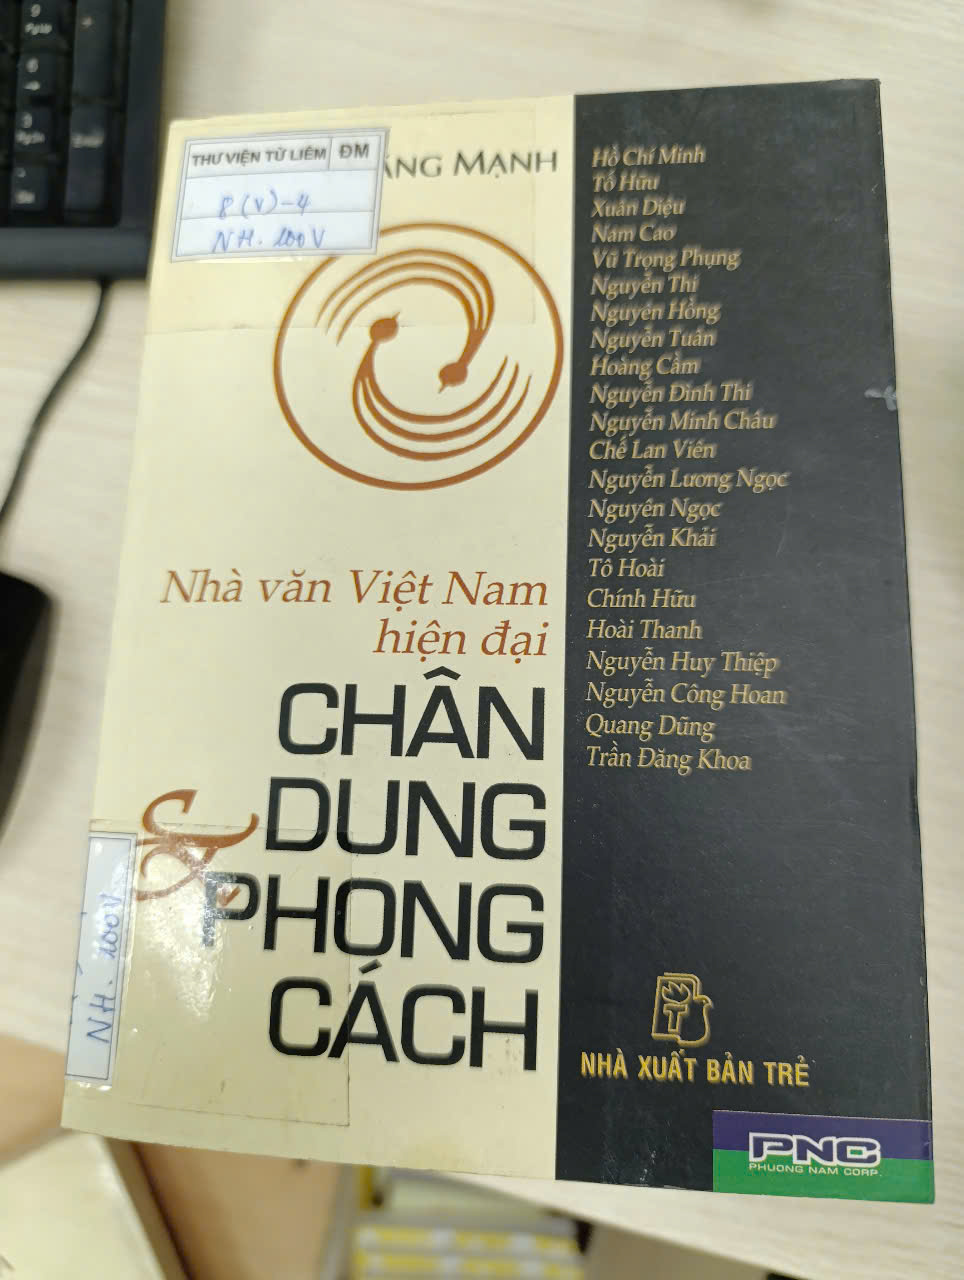 THƯ VIỆN TỪ LIÊM ĐM
8(V)-4
NH. 100V
ĂNG MẠNH
Nhà văn Việt Nam
hiện đại
CHÂN
DUNG
& PHONG
CÁCH
NH. 100V
Hồ Chí Minh
Tố Hữu
Xuân Diệu
Nam Cao
Vũ Trọng Phụng
Nguyễn Thi
Nguyên Hồng
Nguyễn Tuân
Hoàng Cầm
Nguyễn Đình Thi
Nguyễn Minh Châu
Chế Lan Viên
Nguyễn Lương Ngọc
Nguyên Ngọc
Nguyễn Khải
Tô Hoài
Chính Hữu
Hoài Thanh
Nguyễn Huy Thiệp
Nguyễn Công Hoan
Quang Dũng
Trần Đăng Khoa
NHÀ XUẤT BẢN TRẺ
PNC
PHUONG NAM CORP.